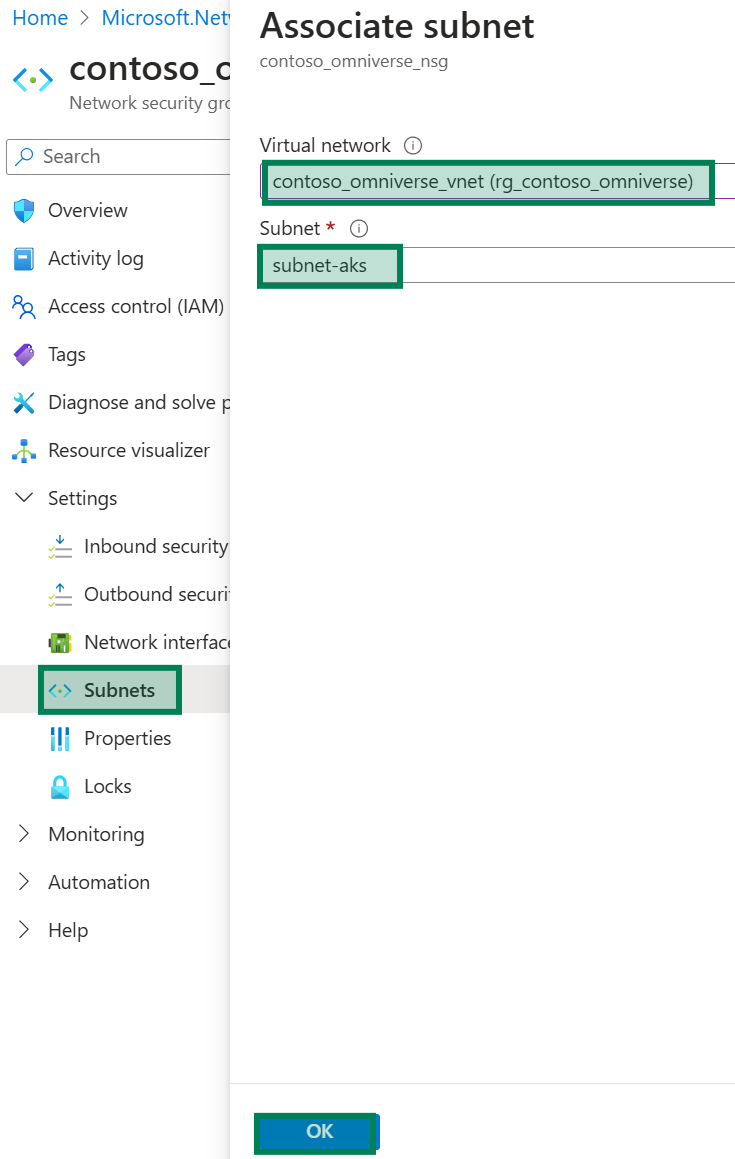 Home > Microsoft.Net
contoso_o
Network security gro
Search
Overview
Activity log
Access control (IAM)
Tags
Diagnose and solve p
Resource visualizer
Settings
Inbound security
Outbound securi
Network interface
Subnets
Properties
Locks
Monitoring
Automation
Help
Associate subnet
contoso_omniverse_nsg
Virtual network
contoso_omniverse_vnet (rg_contoso_omniverse)
Subnet *
subnet-aks
OK